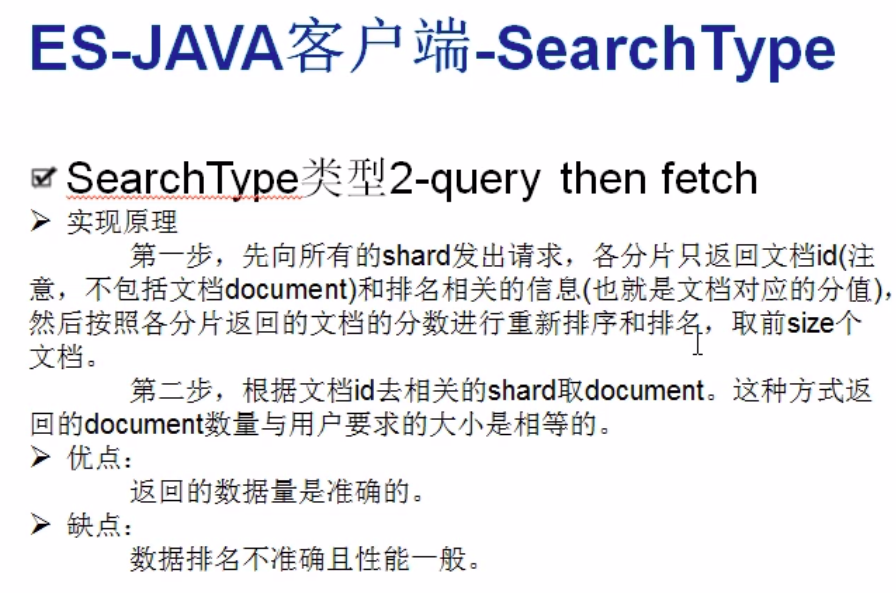 ES-JAVA客户端-SearchType
SearchType类型2-query then fetch
实现原理
第一步，先向所有的shard发出请求，各分片只返回文档id(注
意，不包括文档document)和排名相关的信息(也就是文档对应的分值)，
然后按照各分片返回的文档的分数进行重新排序和排名，取前size个
文档。
第二步，根据文档id去相关的shard取document。这种方式返
回的document数量与用户要求的大小是相等的。
优点：
返回的数据量是准确的。
缺点：
数据排名不准确且性能一般。